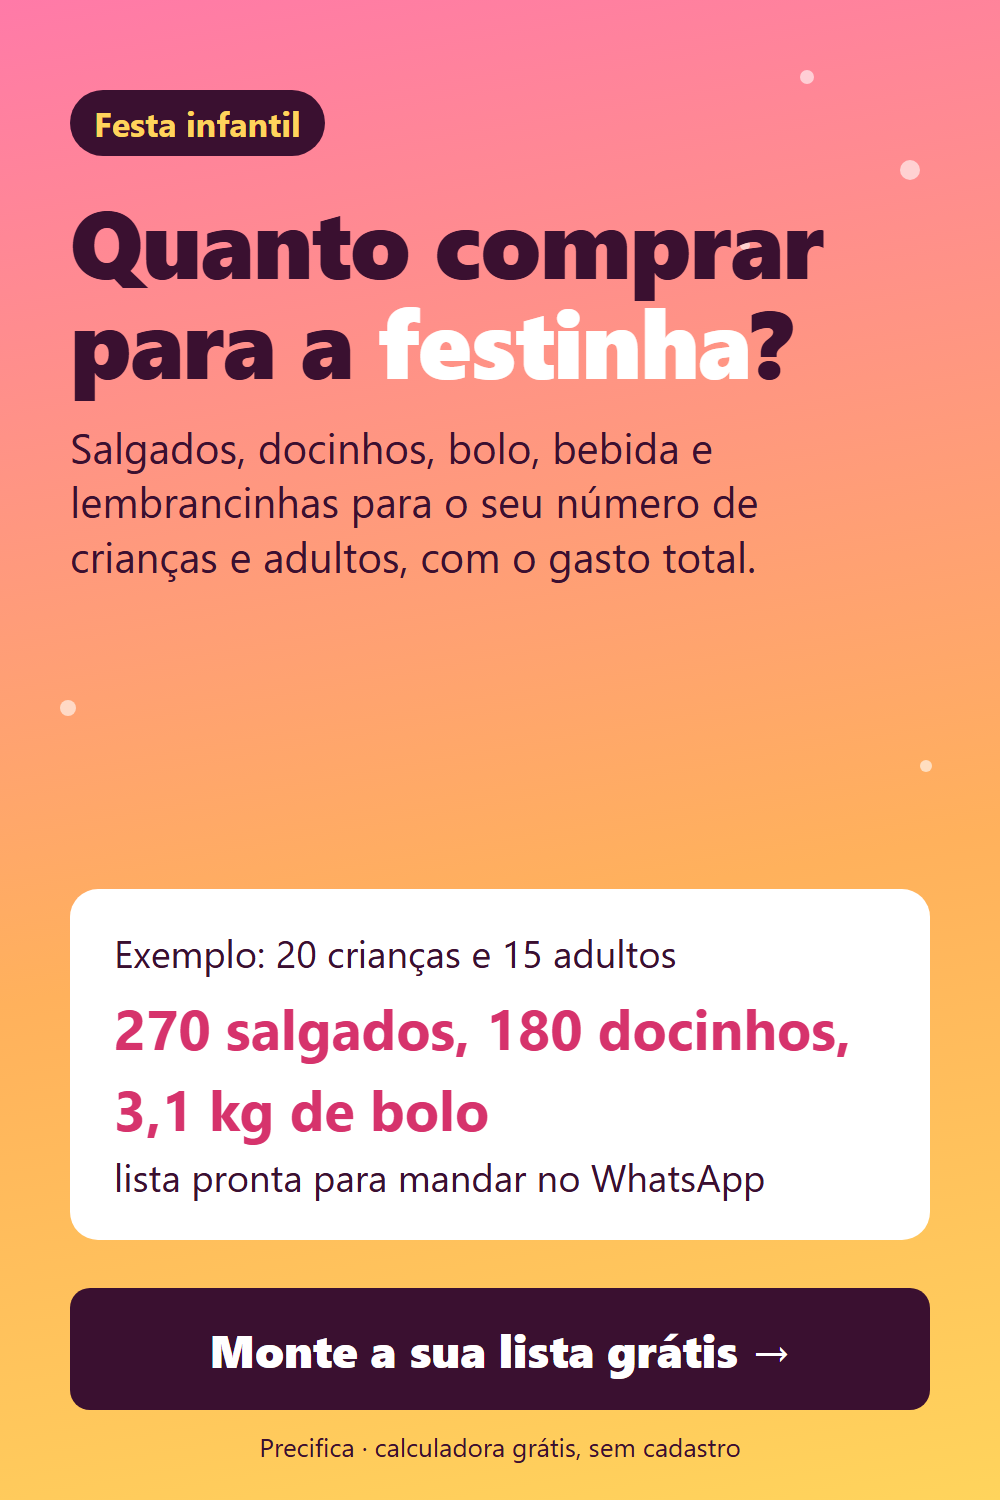 Festa infantil
Quanto comprar
para a festinha?
Salgados, docinhos, bolo, bebida e
lembrancinhas para o seu número de
crianças e adultos, com o gasto total.
Exemplo: 20 crianças e 15 adultos
270 salgados, 180 docinhos,
3,1 kg de bolo
lista pronta para mandar no WhatsApp
Monte a sua lista grátis →
Precifica · calculadora grátis, sem cadastro